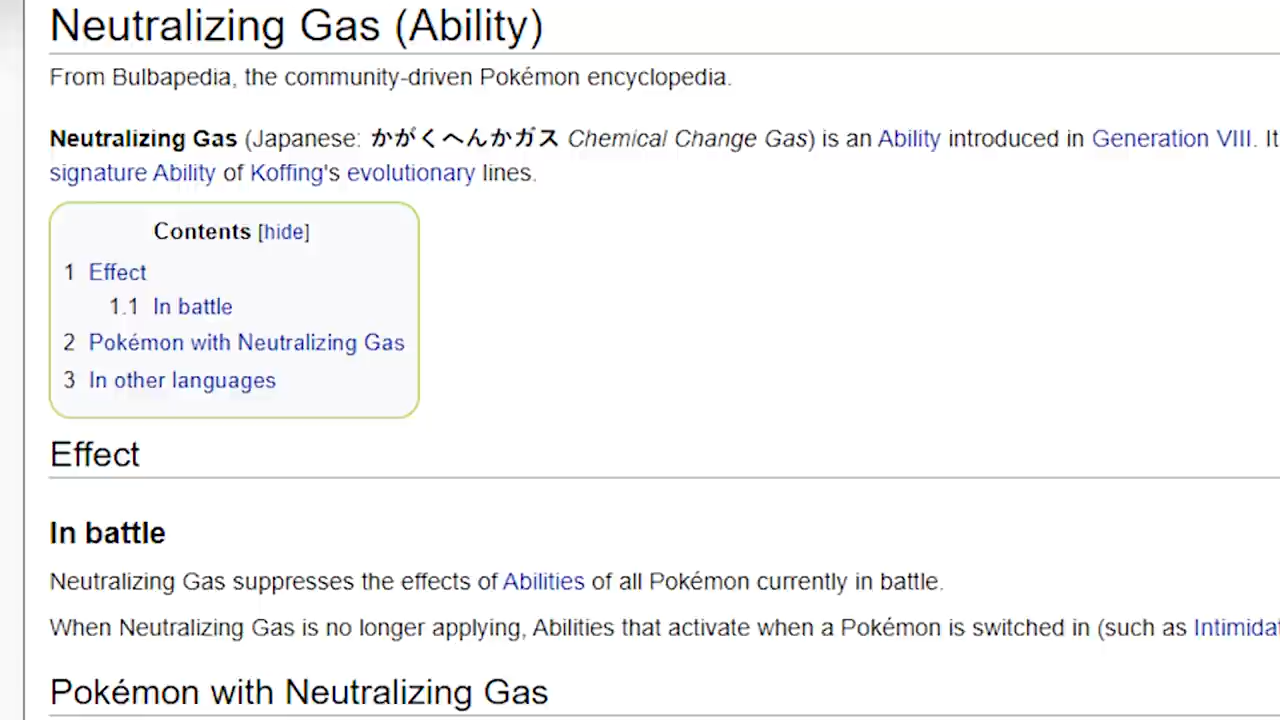 Neutralizing Gas (Ability)
From Bulbapedia, the community-driven Pokémon encyclopedia.
Neutralizing Gas (Japanese: かがくへんかガス Chemical Change Gas) is an Ability introduced in Generation VIII. It
signature Ability of Koffing's evolutionary lines.
Contents [hide]
1 Effect
1.1 In battle
2 Pokémon with Neutralizing Gas
3 In other languages
Effect
In battle
Neutralizing Gas suppresses the effects of Abilities of all Pokémon currently in battle.
When Neutralizing Gas is no longer applying, Abilities that activate when a Pokémon is switched in (such as Intimidat
Pokémon with Neutralizing Gas